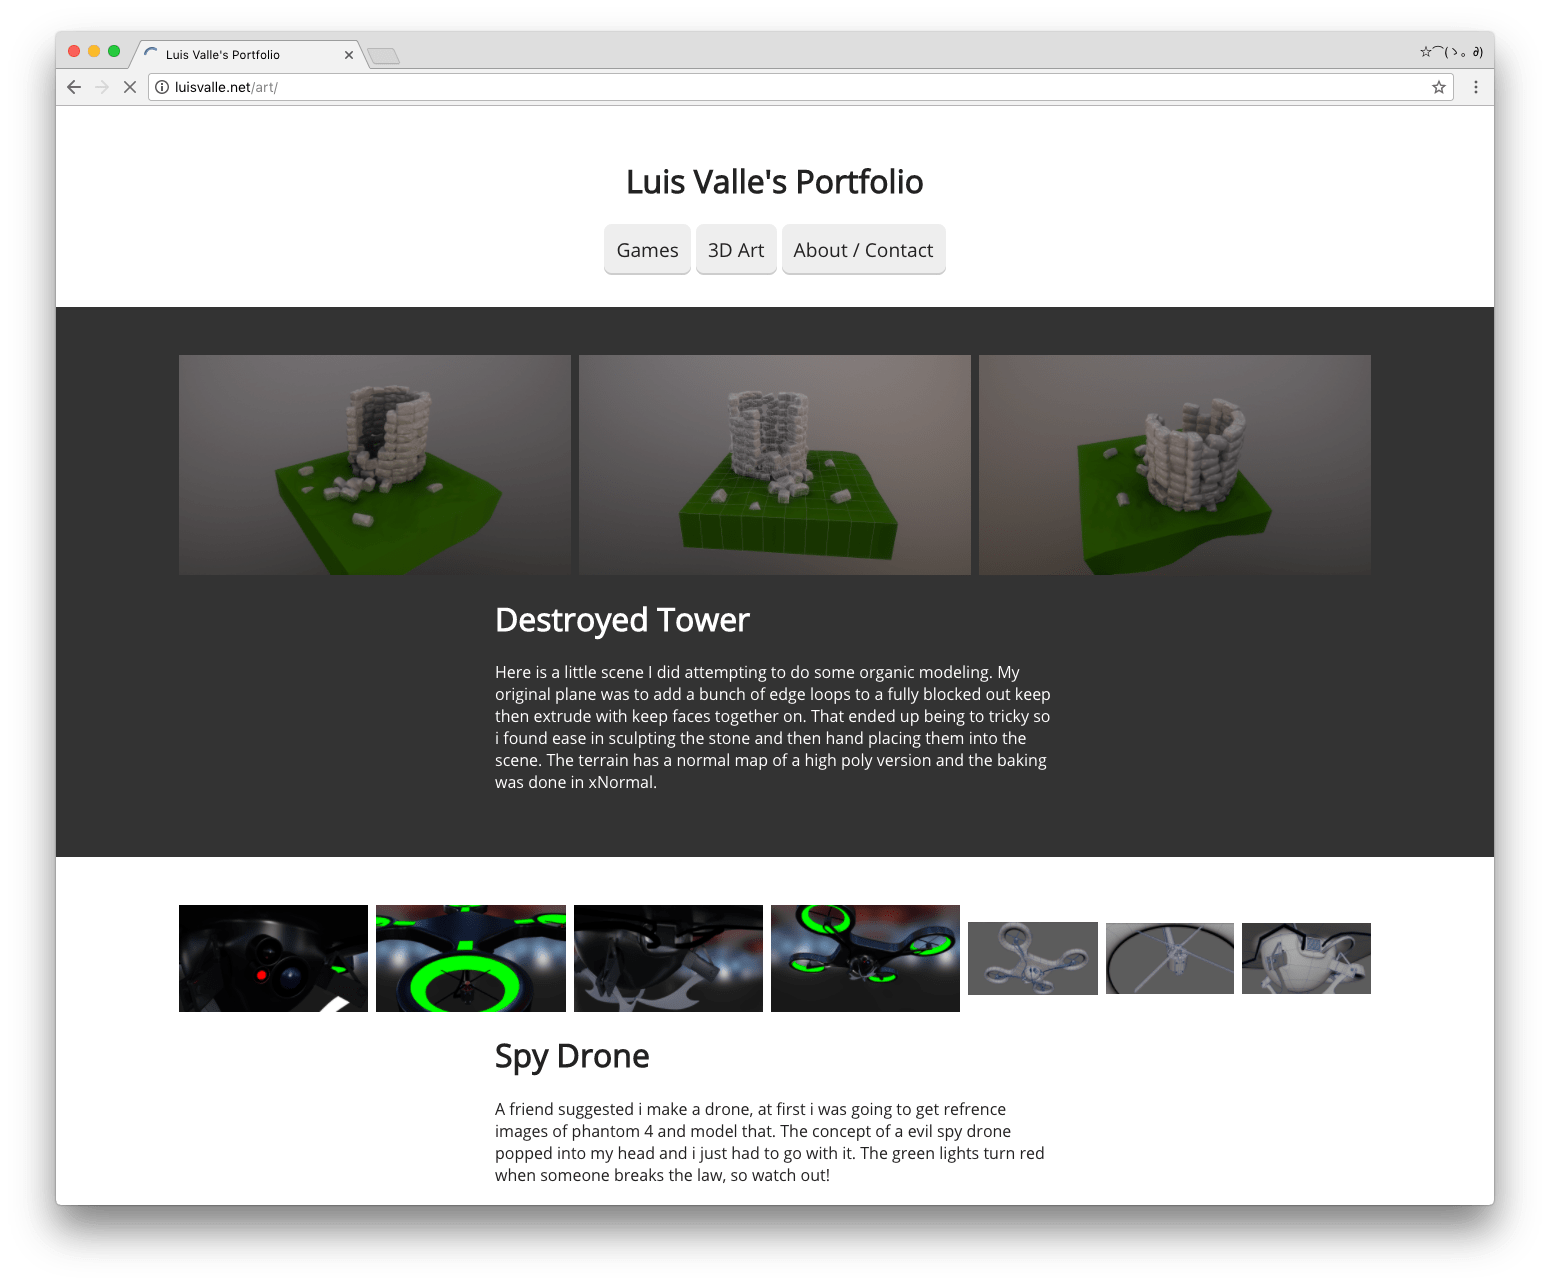 Luis Valle's Portfolio
☆⌒(ゝ。∂)
luisvalle.net/art/
Luis Valle's Portfolio
Games
3D Art
About / Contact
Destroyed Tower
Here is a little scene I did attempting to do some organic modeling. My
original plane was to add a bunch of edge loops to a fully blocked out keep
then extrude with keep faces together on. That ended up being to tricky so
i found ease in sculpting the stone and then hand placing them into the
scene. The terrain has a normal map of a high poly version and the baking
was done in xNormal.
Spy Drone
A friend suggested i make a drone, at first i was going to get refrence
images of phantom 4 and model that. The concept of a evil spy drone
popped into my head and i just had to go with it. The green lights turn red
when someone breaks the law, so watch out!